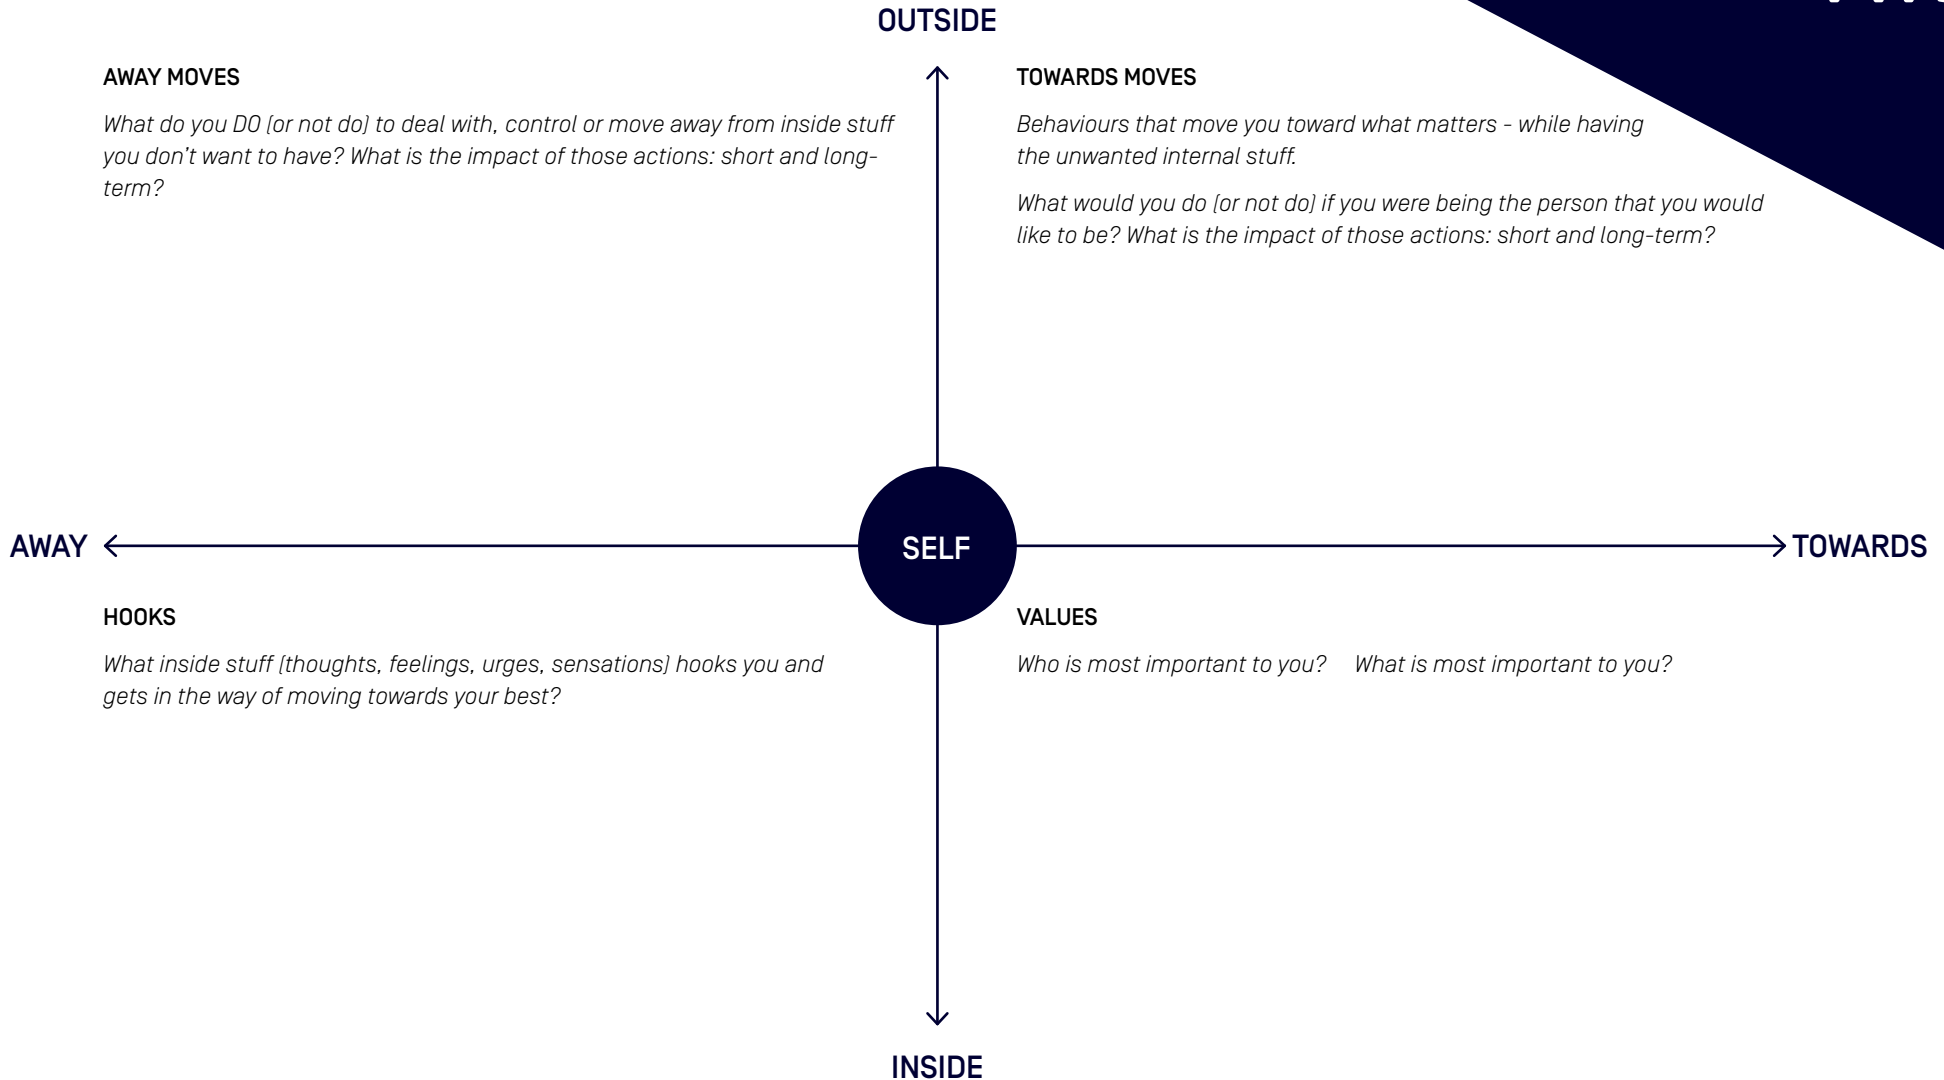 OUTSIDE
AWAY MOVES
What do you DO (or not do) to deal with, control or move away from inside stuff
you don't want to have? What is the impact of those actions: short and long-
term?
TOWARDS MOVES
Behaviours that move you toward what matters - while having
the unwanted internal stuff.
What would you do (or not do) if you were being the person that you would
like to be? What is the impact of those actions: short and long-term?
AWAY
SELF
TOWARDS
HOOKS
What inside stuff (thoughts, feelings, urges, sensations) hooks you and
gets in the way of moving towards your best?
VALUES
Who is most important to you? What is most important to you?
INSIDE